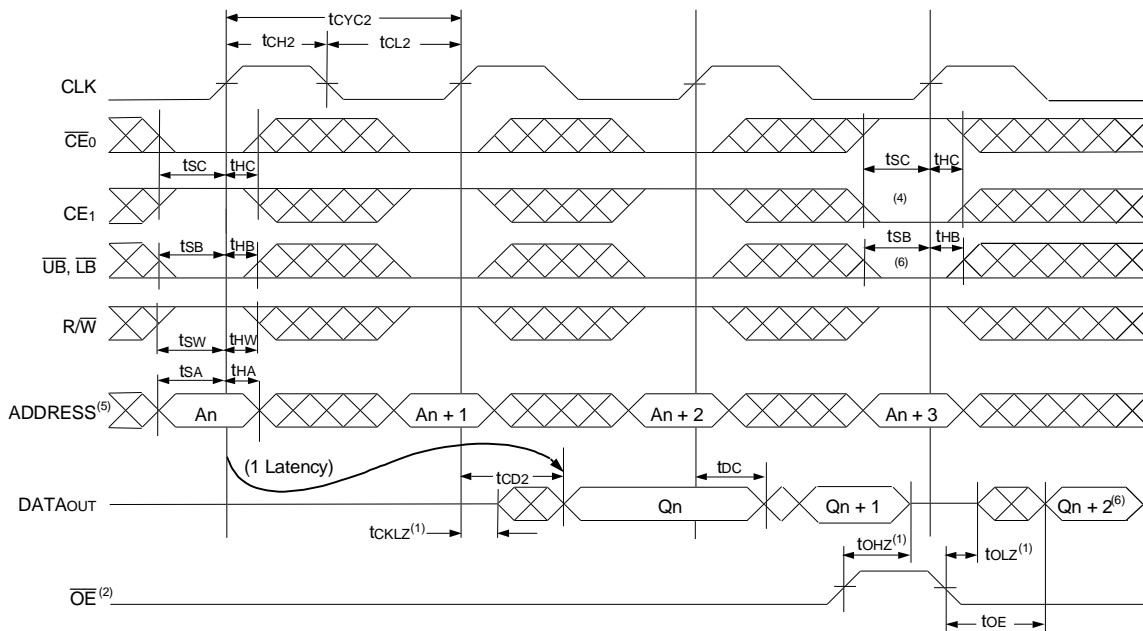 tCYC2
tCH2 tCL2
CLK
CE0
tSC tHC tSC tHC
CE1 (4)
tSB tHB tSB tHB
UB, LB (6)
R/W
tSW tHW
tSA tHA
ADDRESS(5) An An + 1 An + 2 An + 3
(1 Latency) tCD2 tDC
DATAOUT Qn Qn + 1 Qn + 2(6)
tCKLZ(1) tOHZ(1) tOLZ(1)
OE(2)
tOE